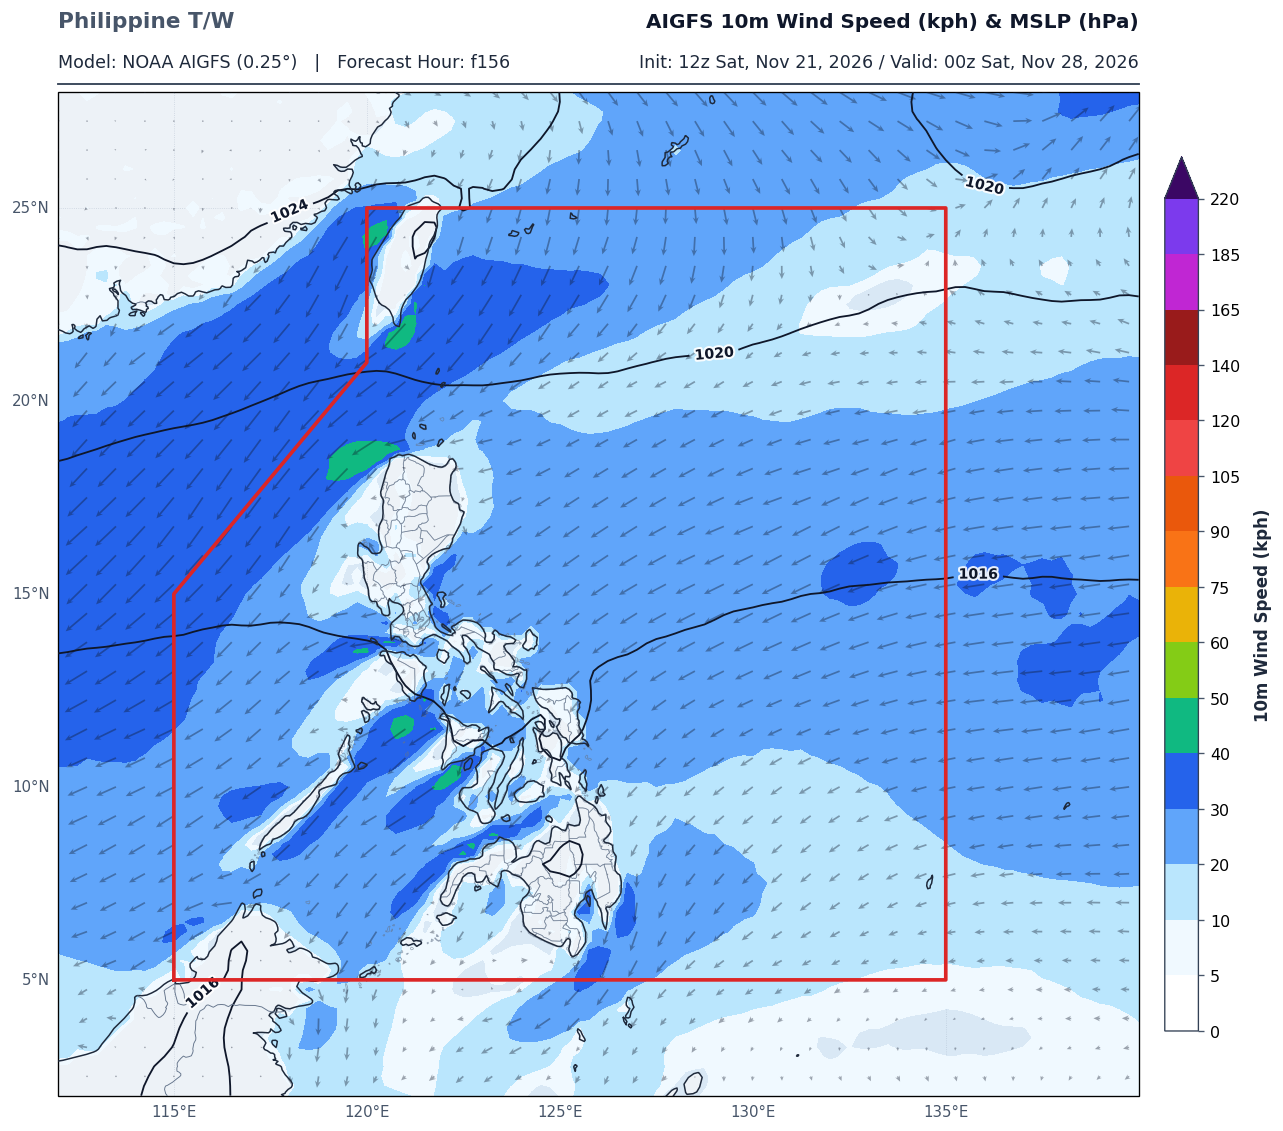 Philippine T/W
AIGFS 10m Wind Speed (kph) & MSLP (hPa)
Model: NOAA AIGFS (0.25°) | Forecast Hour: f156
Init: 12z Sat, Nov 21, 2026 / Valid: 00z Sat, Nov 28, 2026
1020
1024
1020
1016
1016
25°N
20°N
15°N
10°N
5°N
115°E
120°E
125°E
130°E
135°E
220
185
165
140
120
105
90
75
60
50
40
30
20
10
5
0
10m Wind Speed (kph)